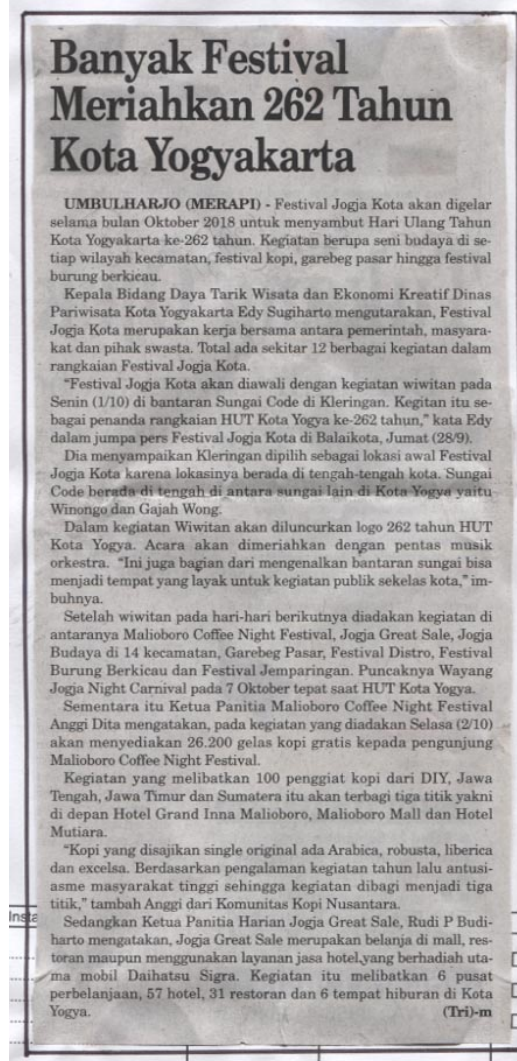 Banyak Festival
Meriahkan 262 Tahun
Kota Yogyakarta
UMBULHARJO (MERAPI) - Festival Jogja Kota akan digelar
selama bulan Oktober 2018 untuk menyambut Hari Ulang Tahun
Kota Yogyakarta ke-262 tahun. Kegiatan berupa seni budaya di se-
tiap wilayah kecamatan, festival kopi, garebeg pasar hingga festival
burung berkicau.
Kepala Bidang Daya Tarik Wisata dan Ekonomi Kreatif Dinas
Pariwisata Kota Yogyakarta Edy Sugiharto mengutarakan, Festival
Jogja Kota merupakan kerja bersama antara pemerintah, masyara-
kat dan pihak swasta. Total ada sekitar 12 berbagai kegiatan dalam
rangkaian Festival Jogja Kota.
"Festival Jogja Kota akan diawali dengan kegiatan wiwitan pada
Senin (1/10) di bantaran Sungai Code di Kleringan. Kegitan itu se-
bagai penanda rangkaian HUT Kota Yogya ke-262 tahun," kata Edy
dalam jumpa pers Festival Jogja Kota di Balaikota, Jumat (28/9).
Dia menyampaikan Kleringan dipilih sebagai lokasi awal Festival
Jogja Kota karena lokasinya berada di tengah-tengah kota. Sungai
Code berada di tengah di antara sungai lain di Kota Yogya yaitu
Winongo dan Gajah Wong.
Dalam kegiatan Wiwitan akan diluncurkan logo 262 tahun HUT
Kota Yogya. Acara akan dimeriahkan dengan pentas musik
orkestra. "Ini juga bagian dari mengenalkan bantaran sungai bisa
menjadi tempat yang layak untuk kegiatan publik sekelas kota," im-
buhnya.
Setelah wiwitan pada hari-hari berikutnya diadakan kegiatan di
antaranya Malioboro Coffee Night Festival, Jogja Great Sale, Jogja
Budaya di 14 kecamatan, Garebeg Pasar, Festival Distro, Festival
Burung Berkicau dan Festival Jemparingan. Puncaknya Wayang
Jogja Night Carnival pada 7 Oktober tepat saat HUT Kota Yogya.
Sementara itu Ketua Panitia Malioboro Coffee Night Festival
Anggi Dita mengatakan, pada kegiatan yang diadakan Selasa (2/10)
akan menyediakan 26.200 gelas kopi gratis kepada pengunjung
Malioboro Coffee Night Festival.
Kegiatan yang melibatkan 100 penggiat kopi dari DIY, Jawa
Tengah, Jawa Timur dan Sumatera itu akan terbagi tiga titik yakni
di depan Hotel Grand Inna Malioboro, Malioboro Mall dan Hotel
Mutiara.
"Kopi yang disajikan single original ada Arabica, robusta, liberica
dan excelsa. Berdasarkan pengalaman kegiatan tahun lalu antusi-
asme masyarakat tinggi sehingga kegiatan dibagi menjadi tiga
titik," tambah Anggi dari Komunitas Kopi Nusantara.
Sedangkan Ketua Panitia Harian Jogja Great Sale, Rudi P Budi-
harto mengatakan, Jogja Great Sale merupakan belanja di mall, res-
toran maupun menggunakan layanan jasa hotel yang berhadiah uta-
ma mobil Daihatsu Sigra. Kegiatan itu melibatkan 6 pusat
perbelanjaan, 57 hotel, 31 restoran dan 6 tempat hiburan di Kota
Yogya. (Tri)-m
Insta